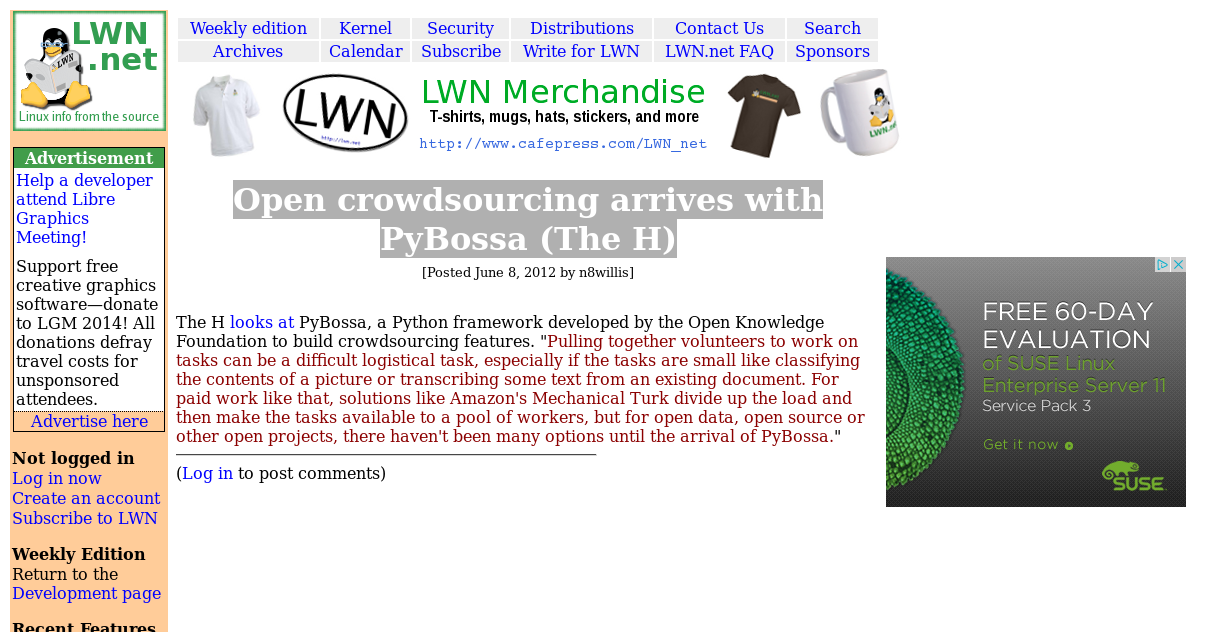 LWN
.net
Linux info from the source
Advertisement
Help a developer
attend Libre
Graphics
Meeting!
Support free
creative graphics
software—donate
to LGM 2014! All
donations defray
travel costs for
unsponsored
attendees.
Advertise here
Not logged in
Log in now
Create an account
Subscribe to LWN
Weekly Edition
Return to the
Development page
Recent Features
Weekly edition Kernel Security Distributions Contact Us Search
Archives Calendar Subscribe Write for LWN LWN.net FAQ Sponsors
LWN
http://lwn.net
LWN Merchandise
T-shirts, mugs, hats, stickers, and more
http://www.cafepress.com/LWN_net
LWN
.net
Open crowdsourcing arrives with
PyBossa (The H)
[Posted June 8, 2012 by n8willis]
The H looks at PyBossa, a Python framework developed by the Open Knowledge
Foundation to build crowdsourcing features. "Pulling together volunteers to work on
tasks can be a difficult logistical task, especially if the tasks are small like classifying
the contents of a picture or transcribing some text from an existing document. For
paid work like that, solutions like Amazon's Mechanical Turk divide up the load and
then make the tasks available to a pool of workers, but for open data, open source or
other open projects, there haven't been many options until the arrival of PyBossa."
(Log in to post comments)
FREE 60-DAY
EVALUATION
of SUSE Linux
Enterprise Server 11
Service Pack 3
Get it now
SUSE